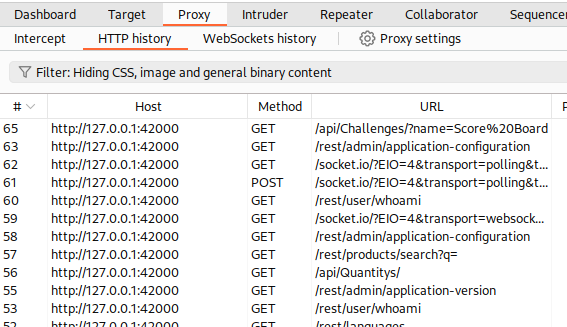 Dashboard Target Proxy Intruder Repeater Collaborator Sequencer
Intercept HTTP history WebSockets history Proxy settings
Filter: Hiding CSS, image and general binary content
# Host Method URL
65 http://127.0.0.1:42000 GET /api/Challenges/?name=Score%20Board
63 http://127.0.0.1:42000 GET /rest/admin/application-configuration
62 http://127.0.0.1:42000 GET /socket.io/?EIO=4&transport=polling&t...
61 http://127.0.0.1:42000 POST /socket.io/?EIO=4&transport=polling&t...
60 http://127.0.0.1:42000 GET /rest/user/whoami
59 http://127.0.0.1:42000 GET /socket.io/?EIO=4&transport=websock...
58 http://127.0.0.1:42000 GET /rest/admin/application-configuration
57 http://127.0.0.1:42000 GET /rest/products/search?q=
56 http://127.0.0.1:42000 GET /api/Quantitys/
55 http://127.0.0.1:42000 GET /rest/admin/application-version
53 http://127.0.0.1:42000 GET /rest/user/whoami
52 http://127.0.0.1:42000 GET /rest/languages